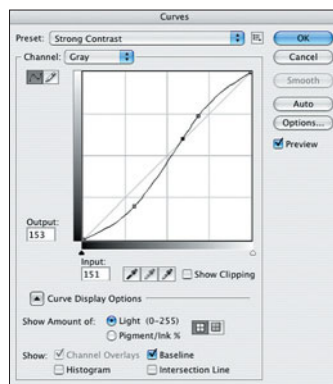 Curves
Preset: Strong Contrast
OK
Channel: Gray
Cancel
Smooth
Auto
Options...
Preview
Output:
153
Input:
151
Show Clipping
Curve Display Options
Show Amount of: Light (0-255)
Pigment/Ink %
Show: Channel Overlays Baseline
Histogram Intersection Line